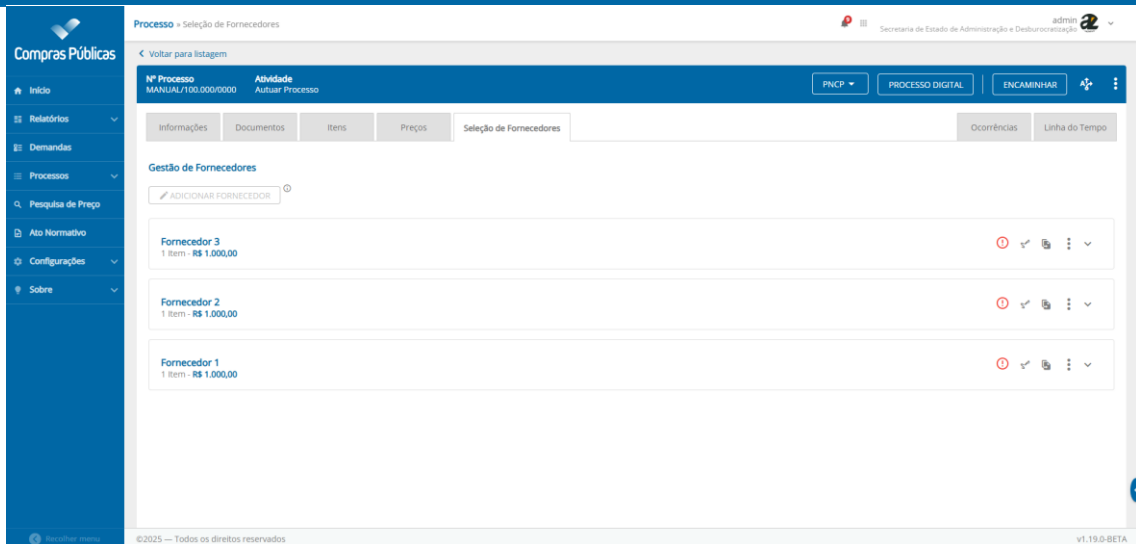 Compras Públicas
Início
Relatórios
Demandas
Processos
Pesquisa de Preço
Ato Normativo
Configurações
Sobre
Recolher menu
Processo » Seleção de Fornecedores
admin
Secretaria de Estado de Administração e Desburocratização
Voltar para listagem
Nº Processo Atividade
MANUAL/100.000/0000 Autuar Processo
PNCP PROCESSO DIGITAL ENCAMINHAR
Informações Documentos Itens Preços Seleção de Fornecedores Ocorrências Linha do Tempo
Gestão de Fornecedores
ADICIONAR FORNECEDOR
Fornecedor 3
1 Item - R$ 1.000,00
Fornecedor 2
1 Item - R$ 1.000,00
Fornecedor 1
1 Item - R$ 1.000,00
©2025 — Todos os direitos reservados v1.19.0-BETA